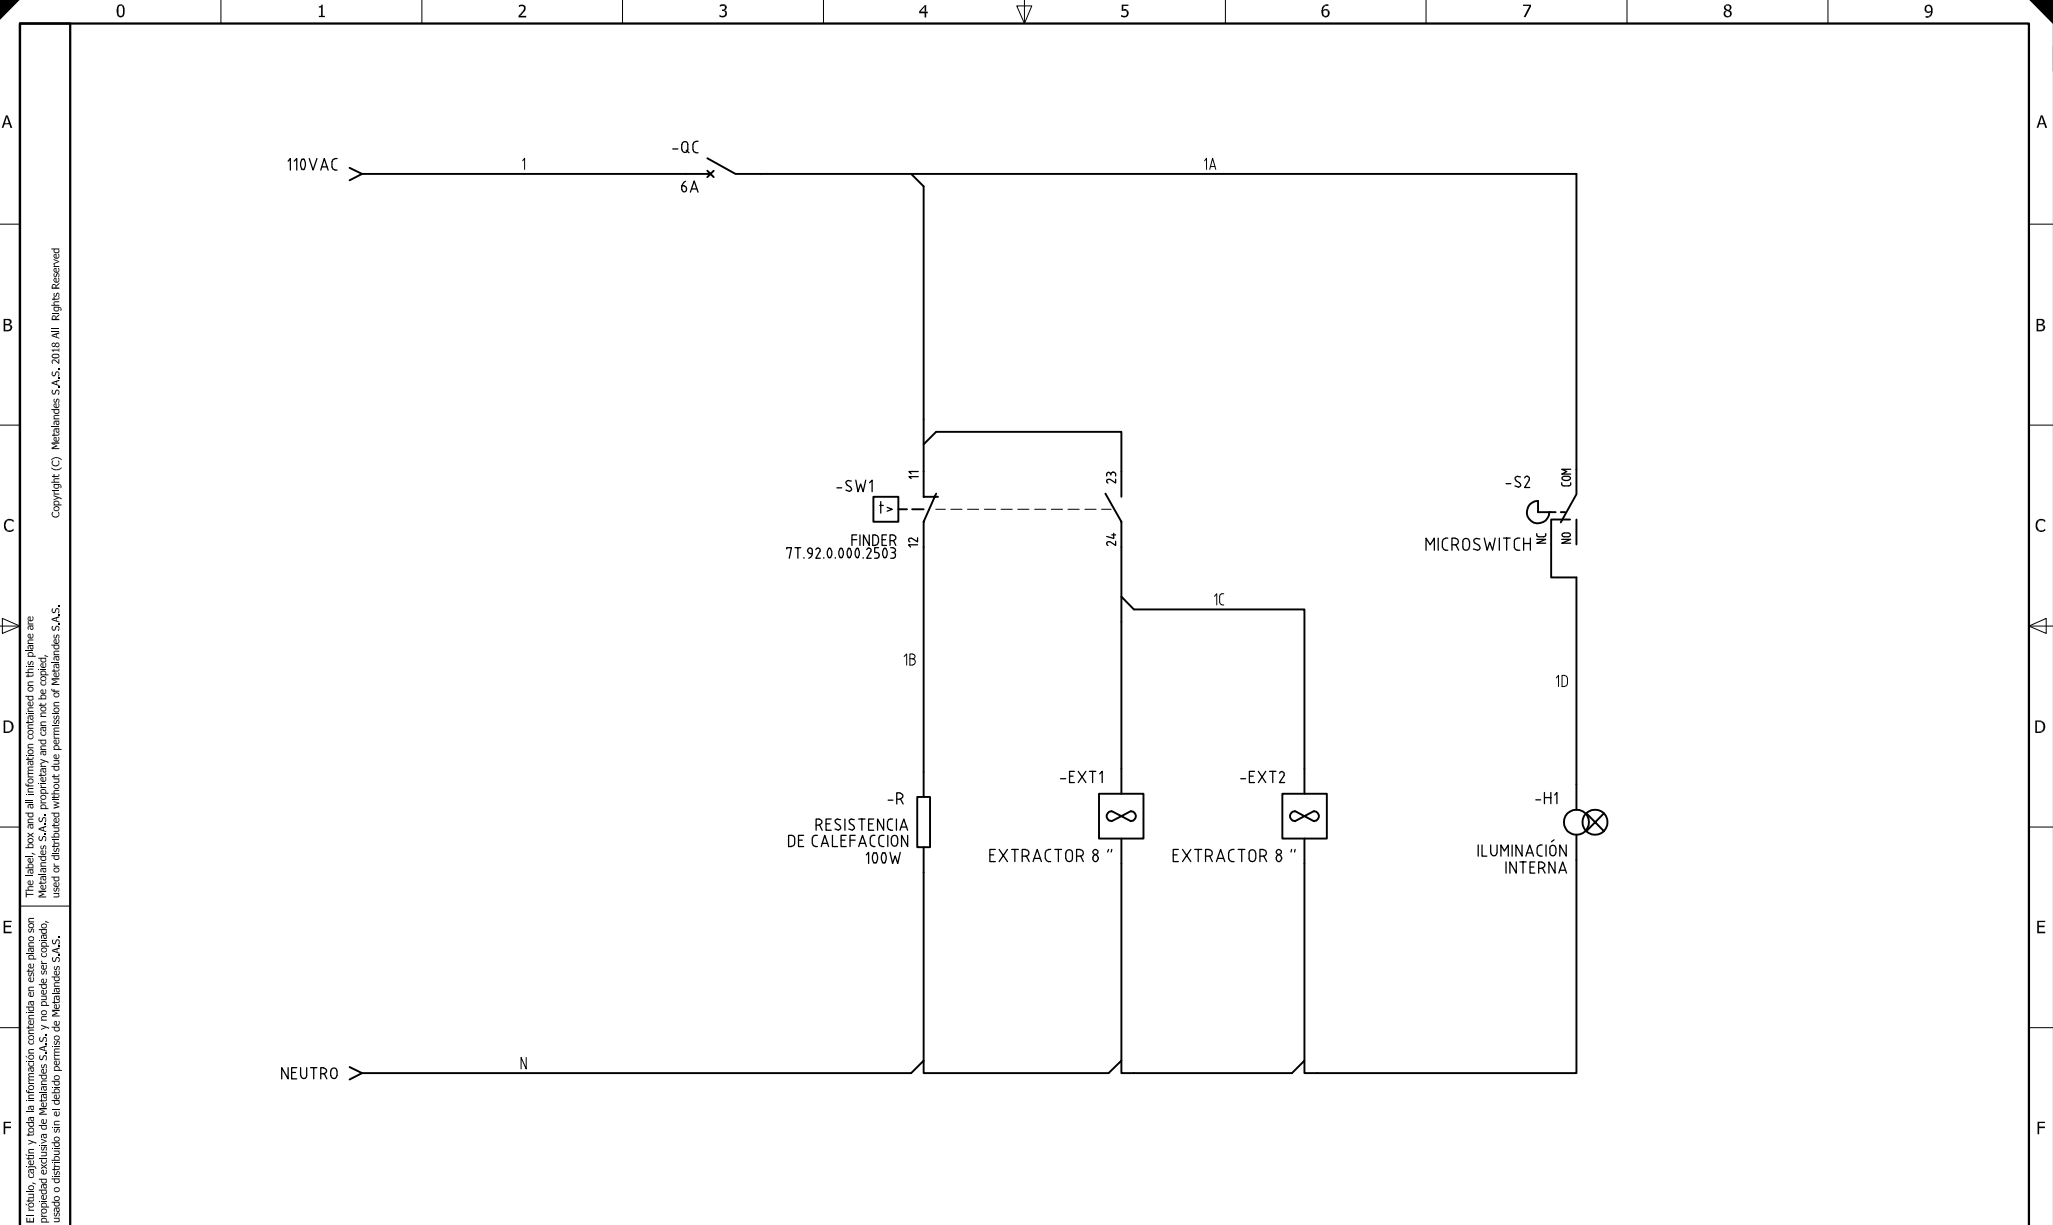 0 1 2 3 4 5 6 7 8 9
A A
B B
C C
D D
E E
F F
110VAC
1
-QC
6A
1A
-SW1
t>
11
12
FINDER
7T.92.0.000.2503
23
24
-S2
COM
NC
NO
MICROSWITCH
1C
1B
1D
-R
RESISTENCIA
DE CALEFACCION
100W
-EXT1
EXTRACTOR 8 "
-EXT2
EXTRACTOR 8 "
-H1
ILUMINACIÓN
INTERNA
NEUTRO
N
Copyright (C) Metalandes S.A.S. 2018 All Rights Reserved
The label, box and all information contained on this plane are
Metalandes S.A.S. proprietary and can not be copied,
used or distributed without due permission of Metalandes S.A.S.
El rótulo, cajetín y toda la información contenida en este plano son
propiedad exclusiva de Metalandes S.A.S. y no puede ser copiado,
usado o distribuido sin el debido permiso de Metalandes S.A.S.